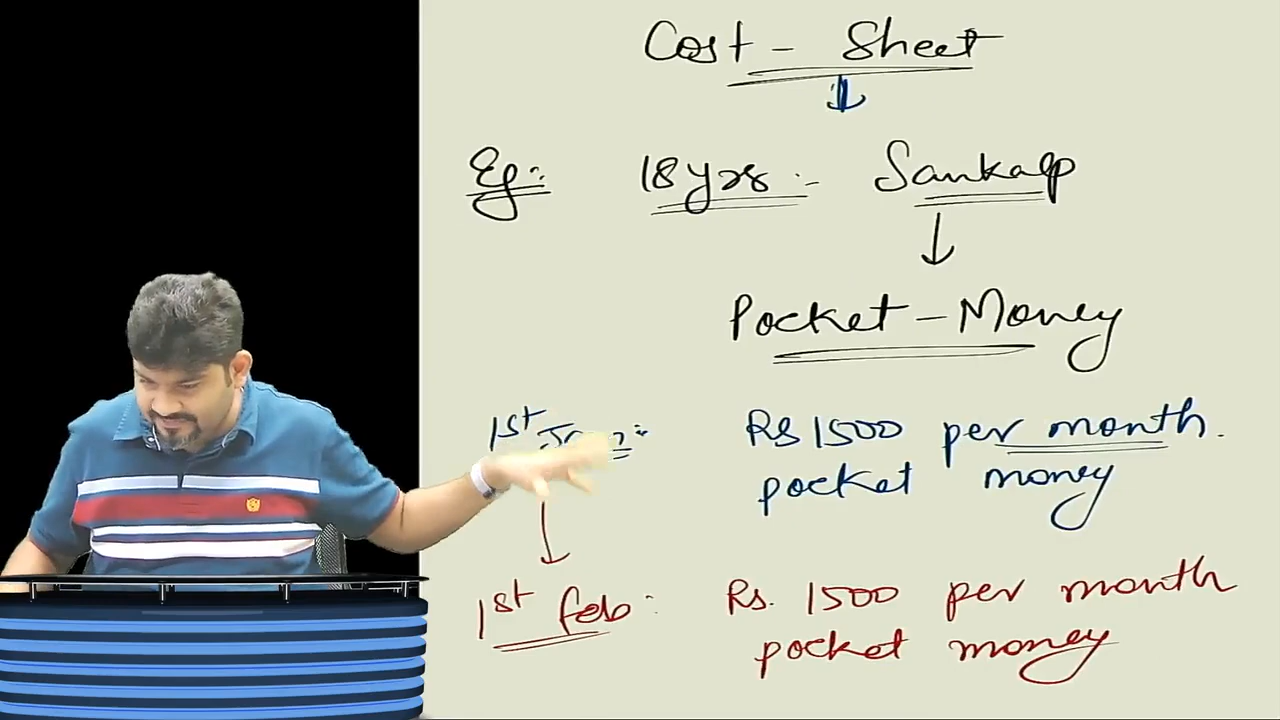 Cost - Sheet
Eg:- 18 yrs :- Sankalp
Pocket - Money
1st Rs 1500 per month.
pocket money
1st Feb: Rs. 1500 per month
pocket money